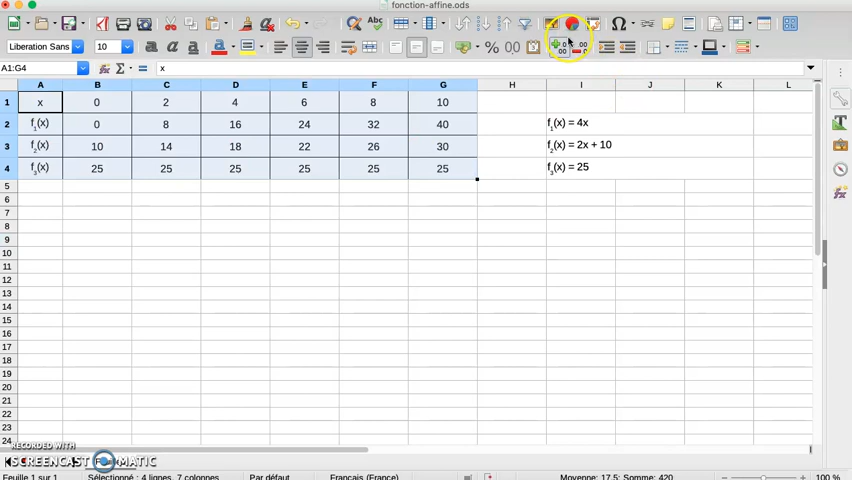 fonction-affine.ods
Liberation Sans
10
A1:G4
x
A B C D E F G H I J K L
1 x 0 2 4 6 8 10
2 f1(x) 0 8 16 24 32 40 f1(x) = 4x
3 f2(x) 10 14 18 22 26 30 f2(x) = 2x + 10
4 f3(x) 25 25 25 25 25 25 f3(x) = 25
5
6
7
8
9
10
11
12
13
14
15
16
17
18
19
20
21
22
23
24
RECORDED WITH
SCREENCAST MATIC
Feuille 1 sur 1 Sélectionné : 4 lignes, 7 colonnes Par défaut Français (France) Moyenne: 17.5; Somme: 420 100 %